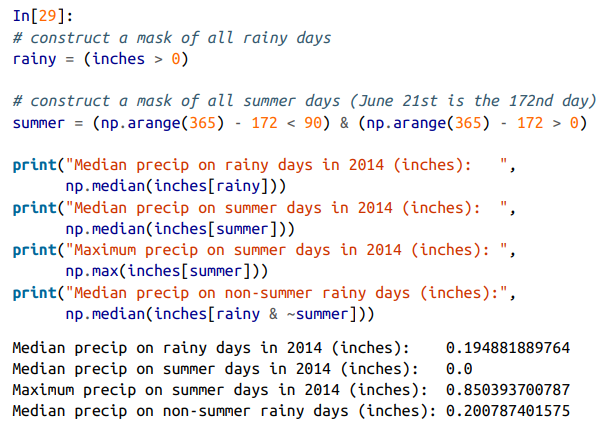 In[29]:
# construct a mask of all rainy days
rainy = (inches > 0)
# construct a mask of all summer days (June 21st is the 172nd day)
summer = (np.arange(365) - 172 < 90) & (np.arange(365) - 172 > 0)
print("Median precip on rainy days in 2014 (inches):   ",
      np.median(inches[rainy]))
print("Median precip on summer days in 2014 (inches):  ",
      np.median(inches[summer]))
print("Maximum precip on summer days in 2014 (inches): ",
      np.max(inches[summer]))
print("Median precip on non-summer rainy days (inches):",
      np.median(inches[rainy & ~summer]))
Median precip on rainy days in 2014 (inches):    0.194881889764
Median precip on summer days in 2014 (inches):   0.0
Maximum precip on summer days in 2014 (inches):  0.850393700787
Median precip on non-summer rainy days (inches): 0.200787401575